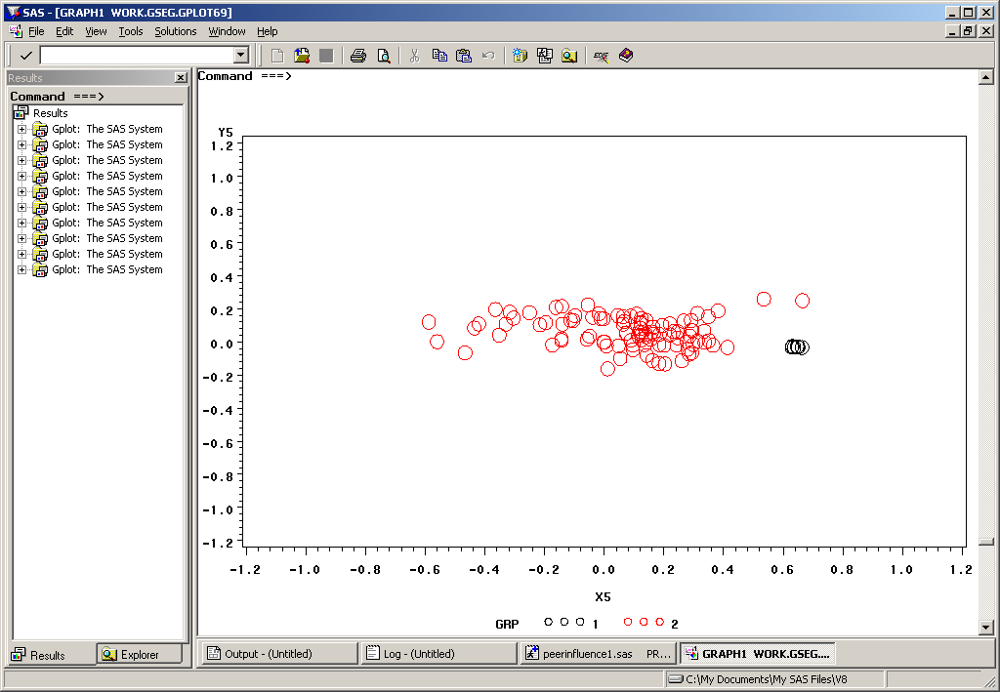 SAS - [GRAPH1 WORK.GSEG.GPLOT69]
File Edit View Tools Solutions Window Help
Results
Command ===>
Results
Gplot: The SAS System
Gplot: The SAS System
Gplot: The SAS System
Gplot: The SAS System
Gplot: The SAS System
Gplot: The SAS System
Gplot: The SAS System
Gplot: The SAS System
Gplot: The SAS System
Gplot: The SAS System
Results Explorer
Command ===>
Y5
1.2
1.0
0.8
0.6
0.4
0.2
0.0
-0.2
-0.4
-0.6
-0.8
-1.0
-1.2
-1.2 -1.0 -0.8 -0.6 -0.4 -0.2 0.0 0.2 0.4 0.6 0.8 1.0 1.2
X5
GRP 1 2
Output - (Untitled) Log - (Untitled) peerinfluence1.sas PR... GRAPH1 WORK.GSEG....
C:\My Documents\My SAS Files\V8